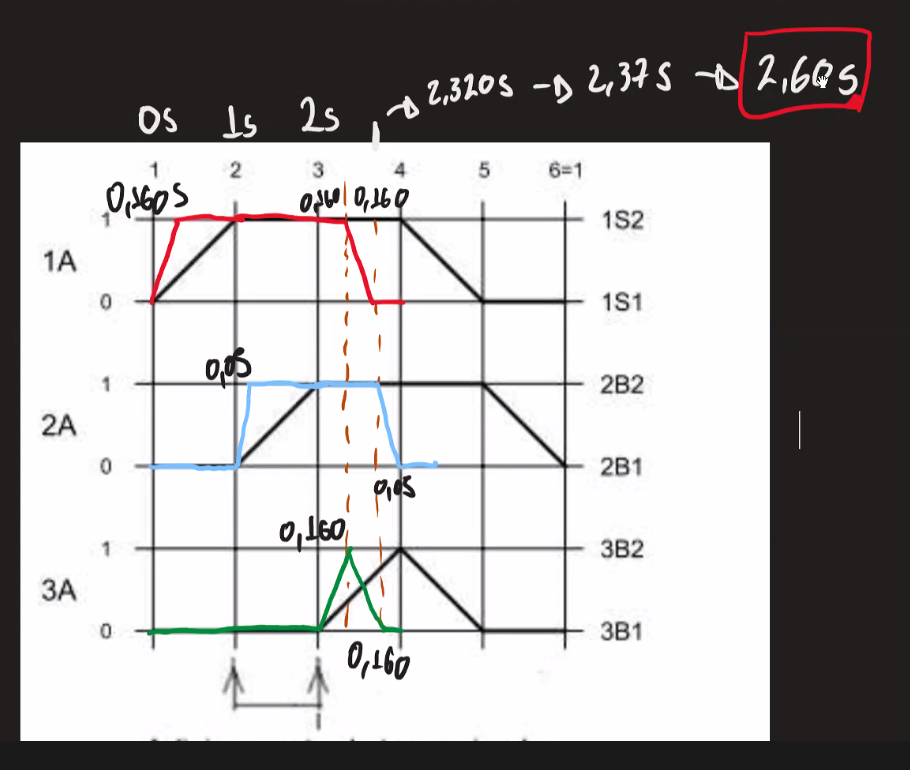 → 2,320s → 2,37s → 2,60s
0s 1s 2s
1 2 3 4 5 6=1
0,160s 0,160 0,160
1 1S2
1A
0 1S1
0,05
1 2B2
2A
0 2B1
0,05
0,160
1 3B2
3A
0 3B1
0,160